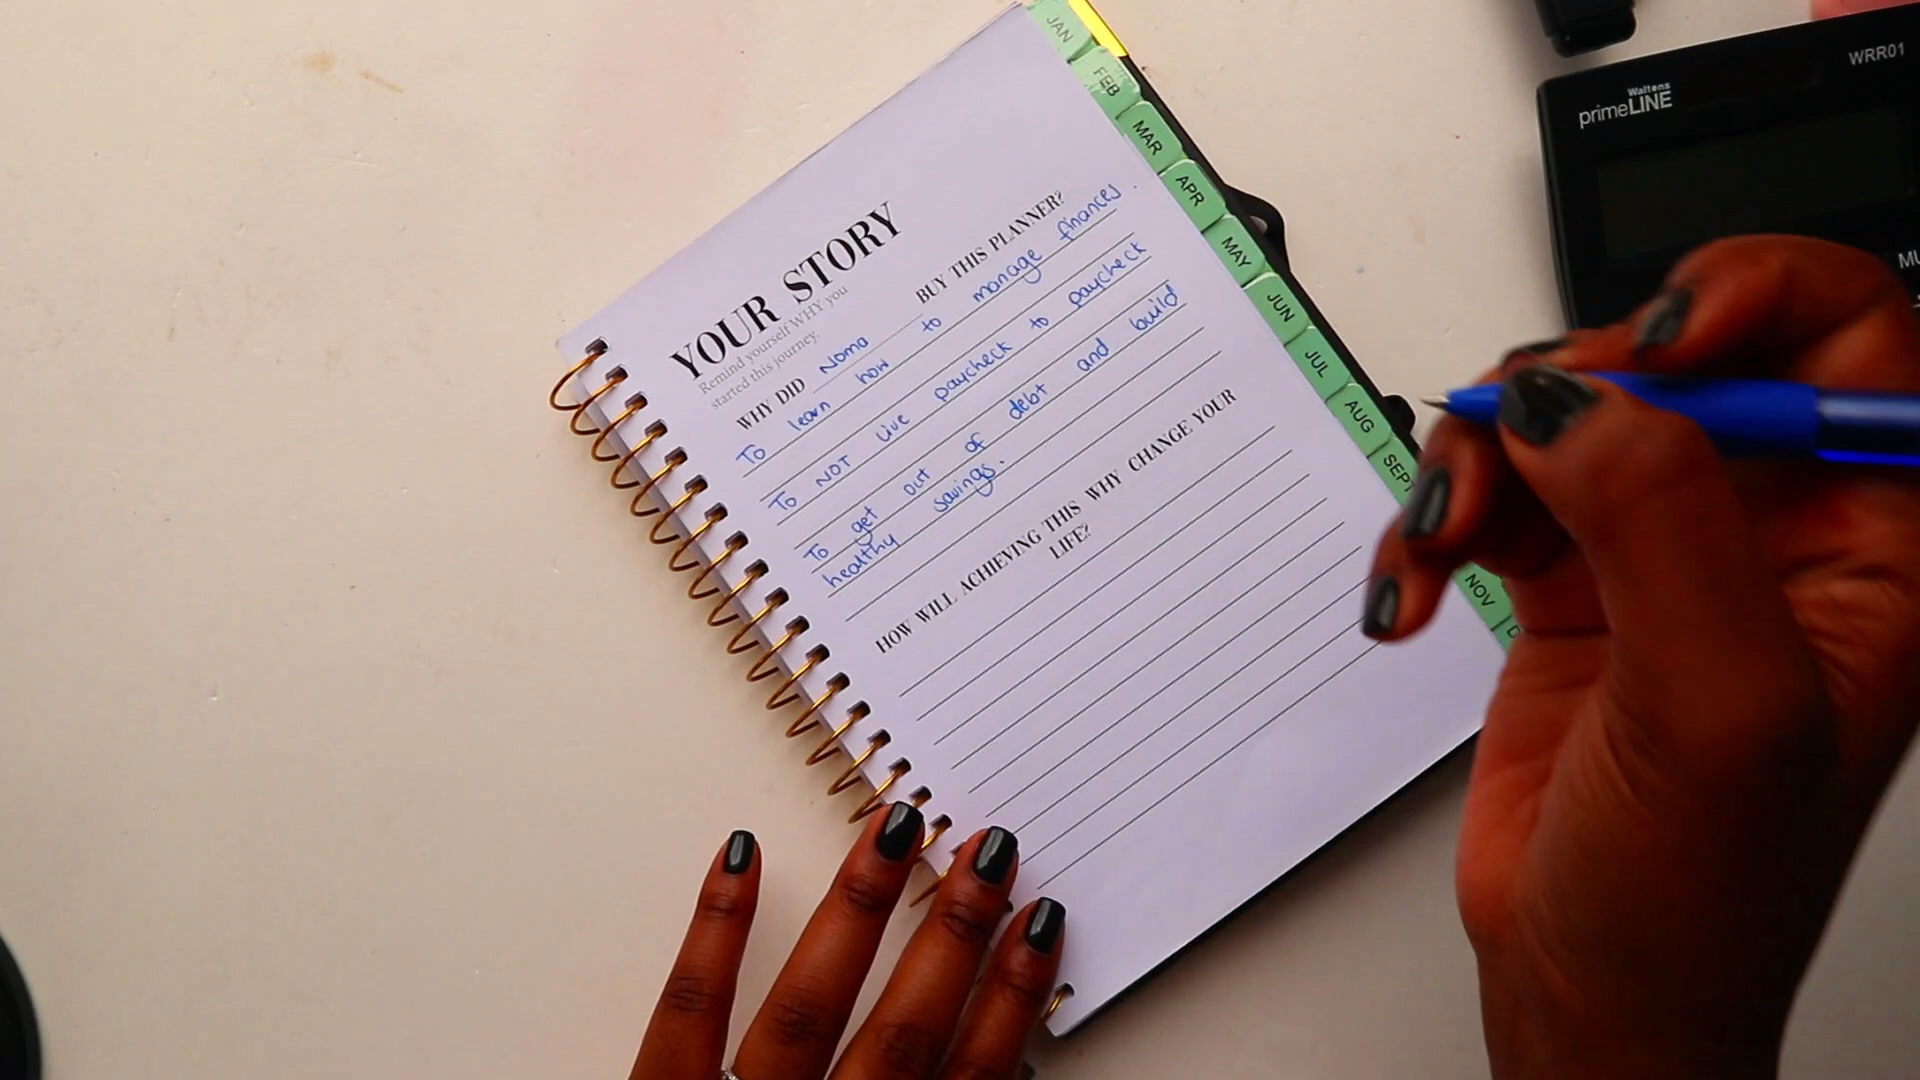 YOUR STORY
Remind yourself WHY you
started this journey.
WHY DID Noma BUY THIS PLANNER?
To learn how to manage finances.
To NOT live paycheck to paycheck
To get out of debt and build
healthy savings.
HOW WILL ACHIEVING THIS WHY CHANGE YOUR
LIFE?
JAN
FEB
MAR
APR
MAY
JUN
JUL
AUG
SEPT
NOV
D
Waltons
primeLINE
WRR01
MU